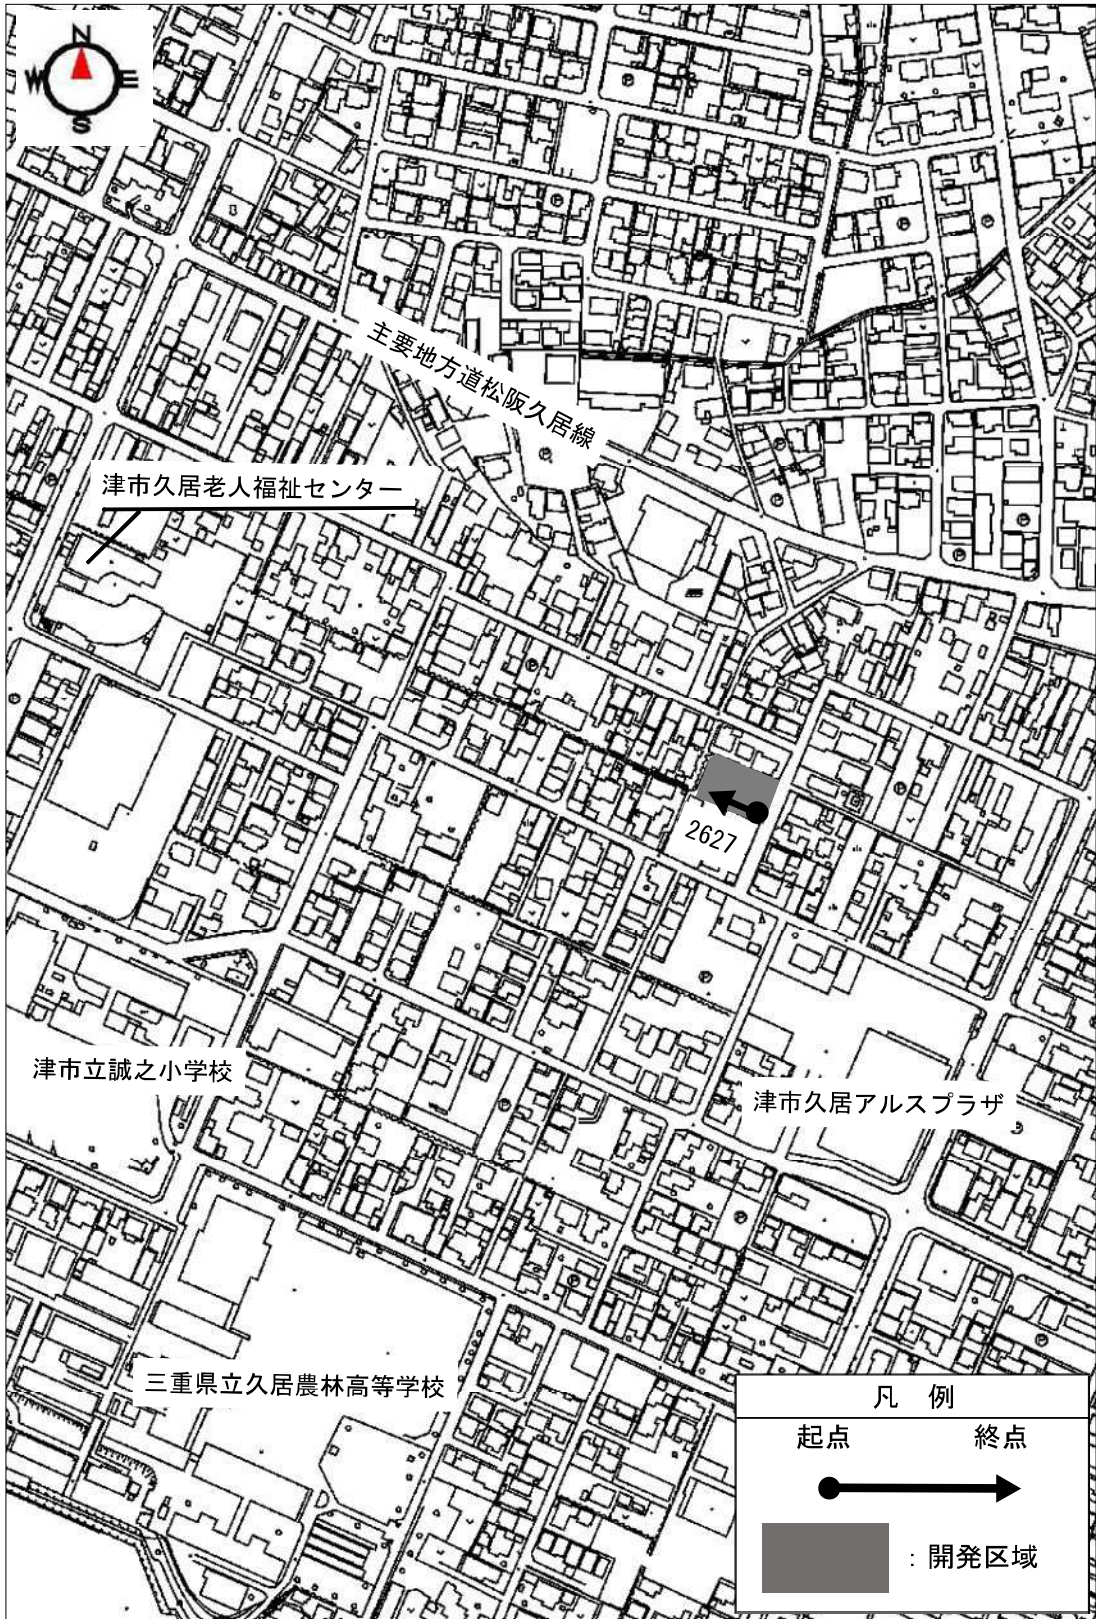 N
W E
S
主要地方道松阪久居線
津市久居老人福祉センター
2627
津市立誠之小学校
津市久居アルスプラザ
三重県立久居農林高等学校
凡 例
起点 終点
: 開発区域